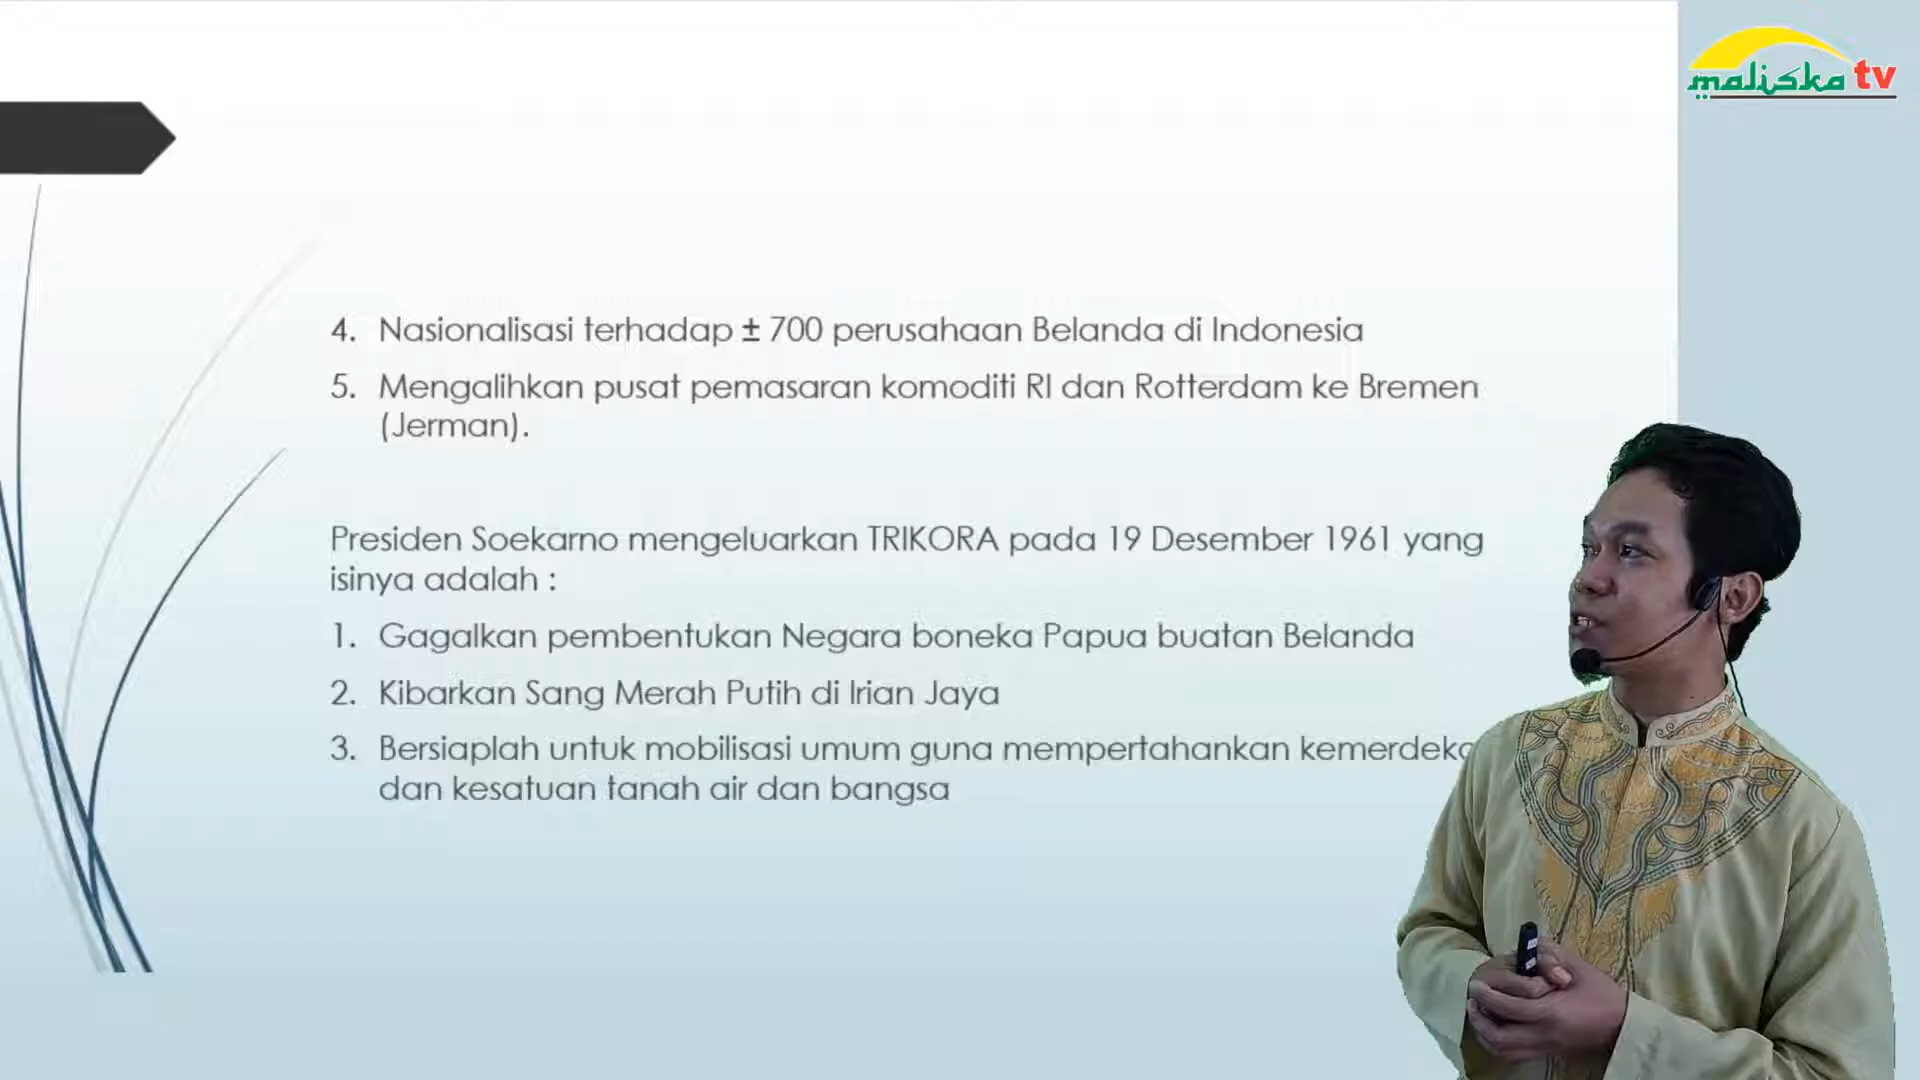 maliska tv
4. Nasionalisasi terhadap ± 700 perusahaan Belanda di Indonesia
5. Mengalihkan pusat pemasaran komoditi RI dan Rotterdam ke Bremen
(Jerman).
Presiden Soekarno mengeluarkan TRIKORA pada 19 Desember 1961 yang
isinya adalah :
1. Gagalkan pembentukan Negara boneka Papua buatan Belanda
2. Kibarkan Sang Merah Putih di Irian Jaya
3. Bersiaplah untuk mobilisasi umum guna mempertahankan
dan kesatuan tanah air dan bangsa